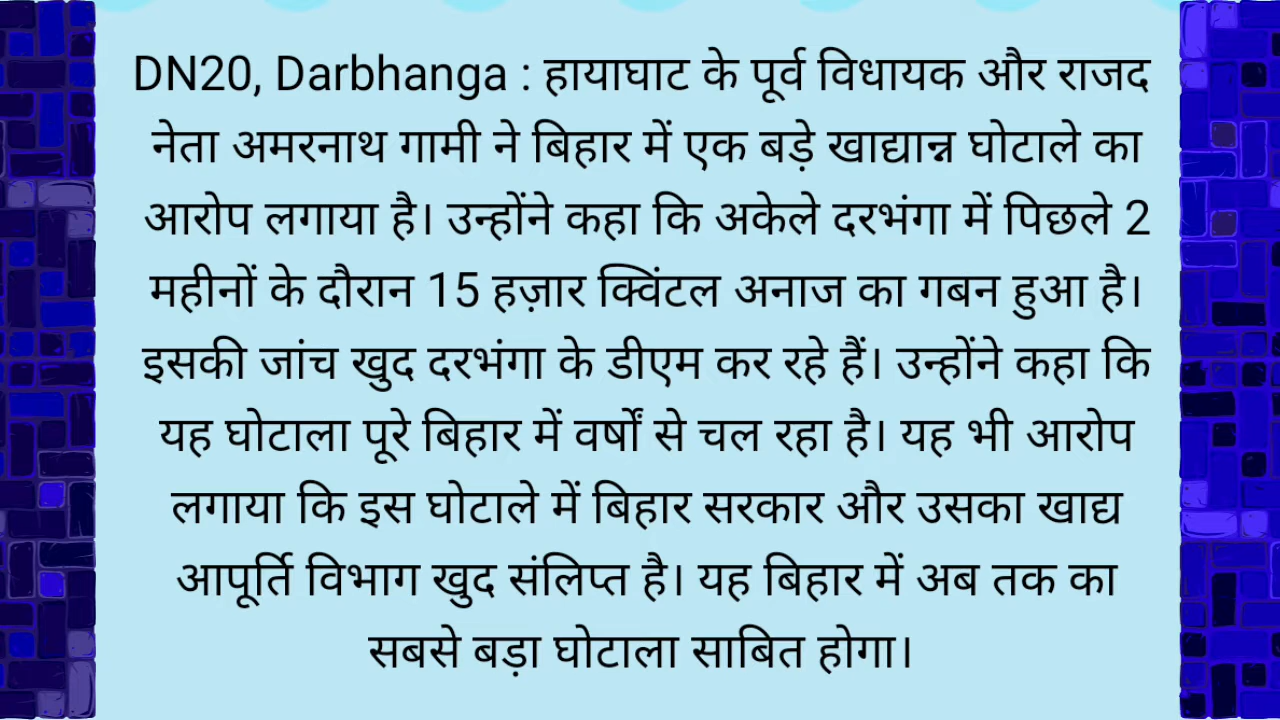 DN20, Darbhanga : हायाघाट के पूर्व विधायक और राजद
नेता अमरनाथ गामी ने बिहार में एक बड़े खाद्यान्न घोटाले का
आरोप लगाया है। उन्होंने कहा कि अकेले दरभंगा में पिछले 2
महीनों के दौरान 15 हज़ार क्विंटल अनाज का गबन हुआ है।
इसकी जांच खुद दरभंगा के डीएम कर रहे हैं। उन्होंने कहा कि
यह घोटाला पूरे बिहार में वर्षों से चल रहा है। यह भी आरोप
लगाया कि इस घोटाले में बिहार सरकार और उसका खाद्य
आपूर्ति विभाग खुद संलिप्त है। यह बिहार में अब तक का
सबसे बड़ा घोटाला साबित होगा।